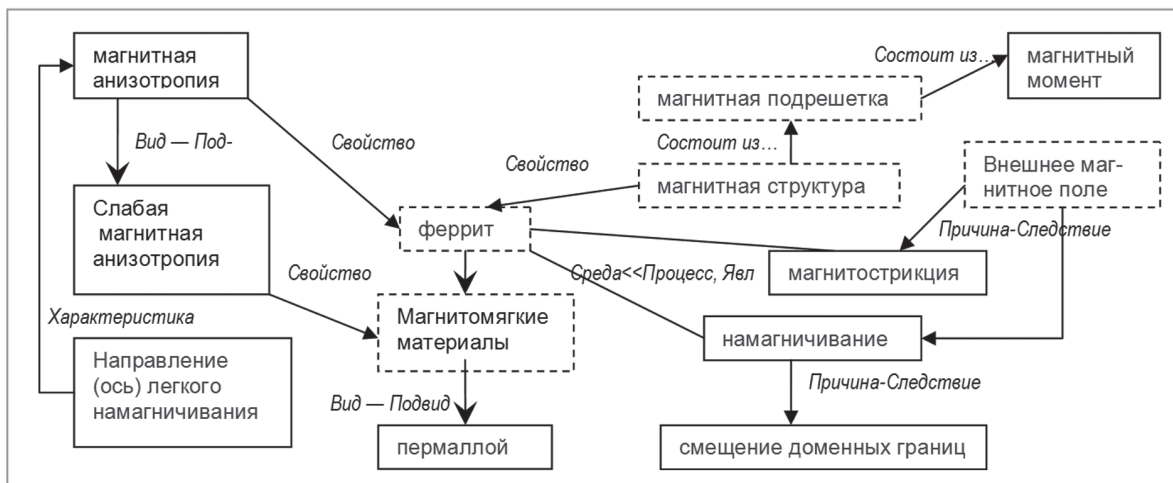 магнитная
анизотропия
Состоит из...
магнитный
момент
магнитная подрешетка
Вид — Под-
Свойство
Состоит из...
Свойство
магнитная структура
Внешнее маг-
нитное поле
Слабая
магнитная
анизотропия
феррит
Причина-Следствие
Свойство
Среда<<Процесс, Явл
магнитострикция
Характеристика
Магнитомягкие
материалы
намагничивание
Направление
(ось) легкого
намагничивания
Причина-Следствие
Вид — Подвид
пермаллой
смещение доменных границ